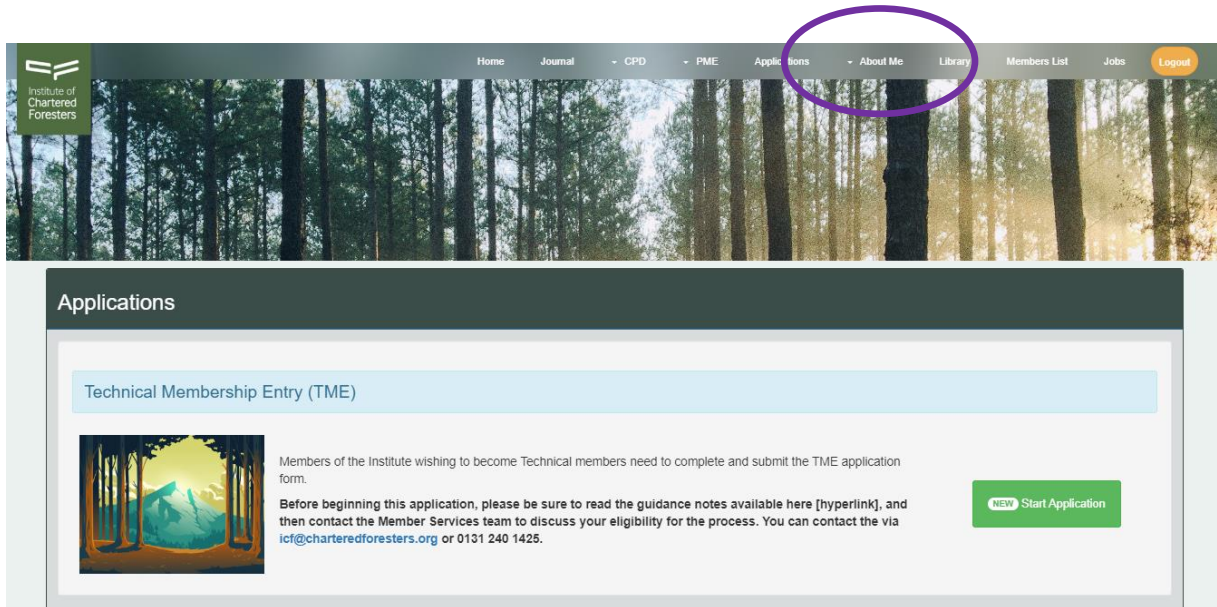 Home Journal CPD PME Applications About Me Library Members List Jobs Logout
Institute of
Chartered
Foresters
Applications
Technical Membership Entry (TME)
Members of the Institute wishing to become Technical members need to complete and submit the TME application
form.
Before beginning this application, please be sure to read the guidance notes available here [hyperlink], and
then contact the Member Services team to discuss your eligibility for the process. You can contact the via
icf@charteredforesters.org or 0131 240 1425.
NEW Start Application